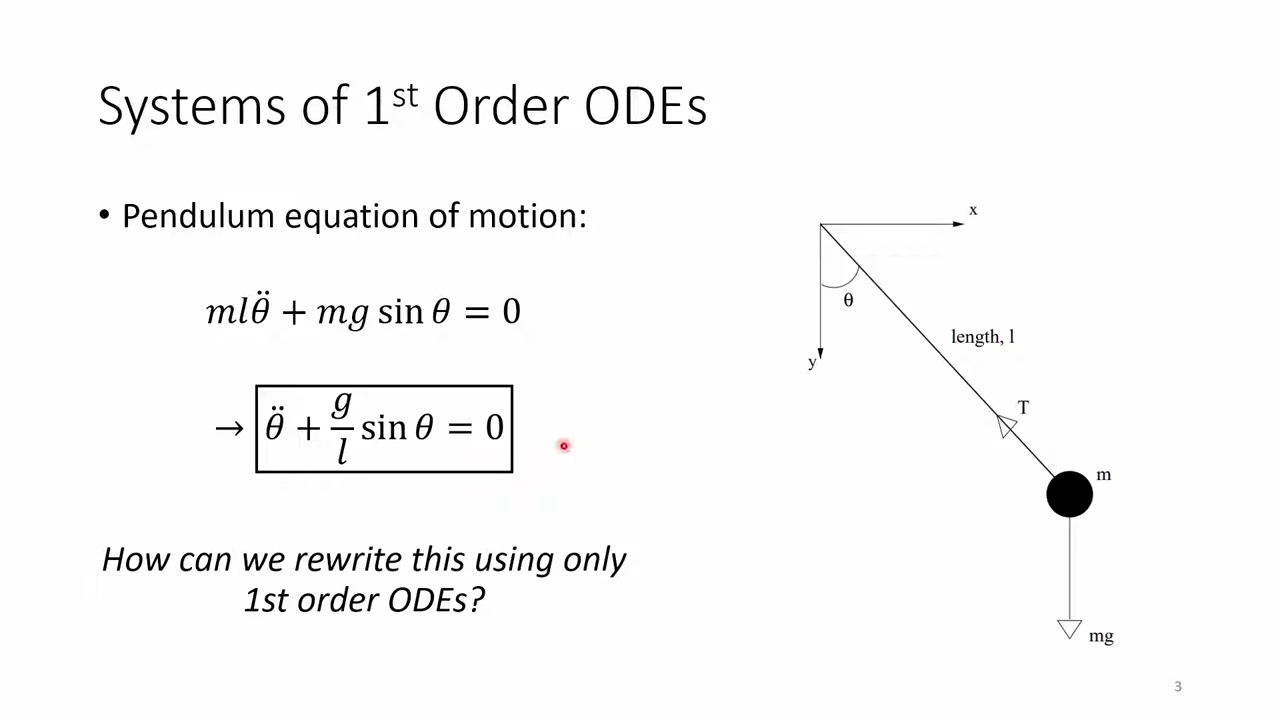 Systems of 1st Order ODEs
• Pendulum equation of motion:
mlθ̈ + mg sin θ = 0
→ θ̈ + g/l sin θ = 0
How can we rewrite this using only
1st order ODEs?
x
θ
y
length, l
T
m
mg
3